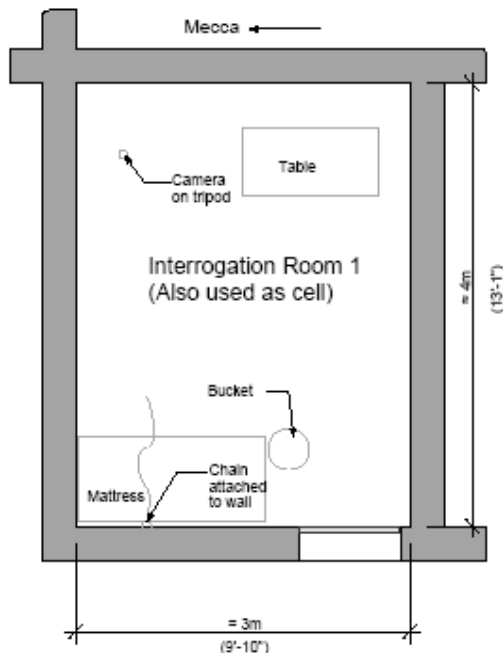 Mecca
Table
Camera
on tripod
Interrogation Room 1
(Also used as cell)
≈ 4m
(13'-1")
Bucket
Chain
attached
to wall
Mattress
≈ 3m
(9'-10")